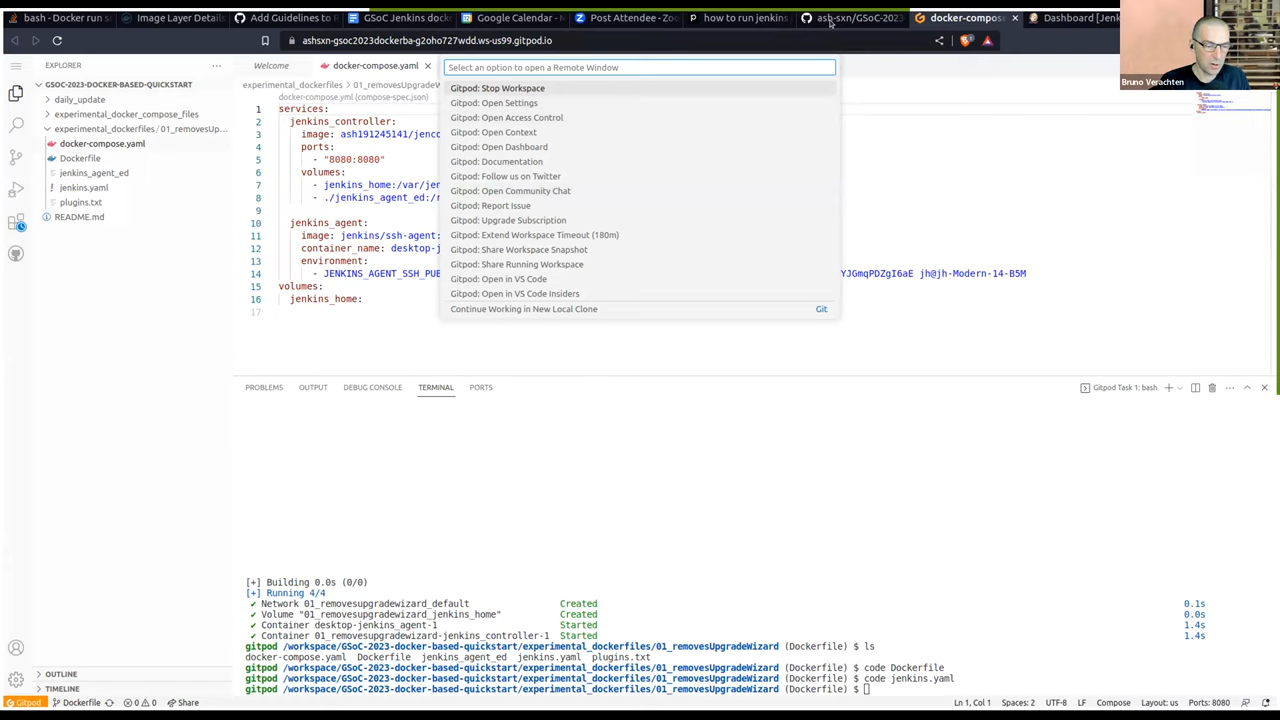 bash - Docker run s
Image Layer Details
Add Guidelines to R
GSoC Jenkins dock
Google Calendar - M
Post Attendee - Zoo
how to run jenkins
ash-sxn/GSoC-2023
docker-compose
Dashboard [Jenk
ashsxn-gsoc2023dockerba-g2oho727wdd.ws-us99.gitpod.io
Bruno Verachten
EXPLORER
GSOC-2023-DOCKER-BASED-QUICKSTART
daily_update
experimental_docker_compose_files
experimental_dockerfiles / 01_removesUp...
docker-compose.yaml
Dockerfile
jenkins_agent_ed
jenkins.yaml
plugins.txt
README.md
OUTLINE
TIMELINE
Welcome
docker-compose.yaml
experimental_dockerfiles > 01_removesUpgradeW
docker-compose.yml (compose-spec.json)
1 services:
2 jenkins_controller:
3 image: ash191245141/jenco
4 ports:
5 - "8080:8080"
6 volumes:
7 - jenkins_home:/var/jen
8 - ./jenkins_agent_ed:/r
9
10 jenkins_agent:
11 image: jenkins/ssh-agent:
12 container_name: desktop-j
13 environment:
14 - JENKINS_AGENT_SSH_PUB YJGmqPDZgI6aE jh@jh-Modern-14-B5M
15 volumes:
16 jenkins_home:
17
Select an option to open a Remote Window
Gitpod: Stop Workspace
Gitpod: Open Settings
Gitpod: Open Access Control
Gitpod: Open Context
Gitpod: Open Dashboard
Gitpod: Documentation
Gitpod: Follow us on Twitter
Gitpod: Open Community Chat
Gitpod: Report Issue
Gitpod: Upgrade Subscription
Gitpod: Extend Workspace Timeout (180m)
Gitpod: Share Workspace Snapshot
Gitpod: Share Running Workspace
Gitpod: Open in VS Code
Gitpod: Open in VS Code Insiders
Continue Working in New Local Clone Git
PROBLEMS OUTPUT DEBUG CONSOLE TERMINAL PORTS
Gitpod Task 1: bash
[+] Building 0.0s (0/0)
[+] Running 4/4
✔ Network 01_removesupgradewizard_default Created 0.1s
✔ Volume "01_removesupgradewizard_jenkins_home" Created 0.0s
✔ Container desktop-jenkins_agent-1 Started 1.4s
✔ Container 01_removesupgradewizard-jenkins_controller-1 Started 1.4s
gitpod /workspace/GSoC-2023-docker-based-quickstart/experimental_dockerfiles/01_removesUpgradeWizard (Dockerfile) $ ls
docker-compose.yaml Dockerfile jenkins_agent_ed jenkins.yaml plugins.txt
gitpod /workspace/GSoC-2023-docker-based-quickstart/experimental_dockerfiles/01_removesUpgradeWizard (Dockerfile) $ code Dockerfile
gitpod /workspace/GSoC-2023-docker-based-quickstart/experimental_dockerfiles/01_removesUpgradeWizard (Dockerfile) $ code jenkins.yaml
gitpod /workspace/GSoC-2023-docker-based-quickstart/experimental_dockerfiles/01_removesUpgradeWizard (Dockerfile) $
Gitpod Dockerfile 0 0 Share Ln 1, Col 1 Spaces: 2 UTF-8 LF Compose Layout: us Ports: 8080